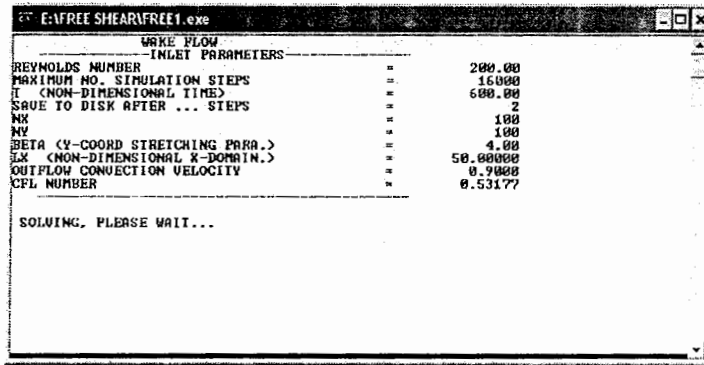 E:\FREE SHEAR\FREE1.exe
WAKE FLOW
INLET PARAMETERS
REYNOLDS NUMBER = 200.00
MAXIMUM NO. SIMULATION STEPS = 16000
T (NON-DIMENSIONAL TIME) = 600.00
SAVE TO DISK AFTER ... STEPS = 2
NX = 100
NY = 100
BETA (Y-COORD STRETCHING PARA.) = 4.00
LX (NON-DIMENSIONAL X-DOMAIN.) = 50.00000
OUTFLOW CONVECTION VELOCITY = 0.9000
CFL NUMBER = 0.53177
SOLVING, PLEASE WAIT...